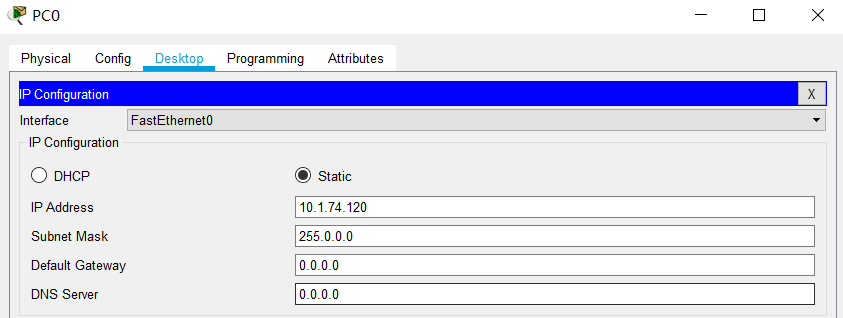 PC0
Physical Config Desktop Programming Attributes
IP Configuration X
Interface FastEthernet0
IP Configuration
DHCP Static
IP Address 10.1.74.120
Subnet Mask 255.0.0.0
Default Gateway 0.0.0.0
DNS Server 0.0.0.0